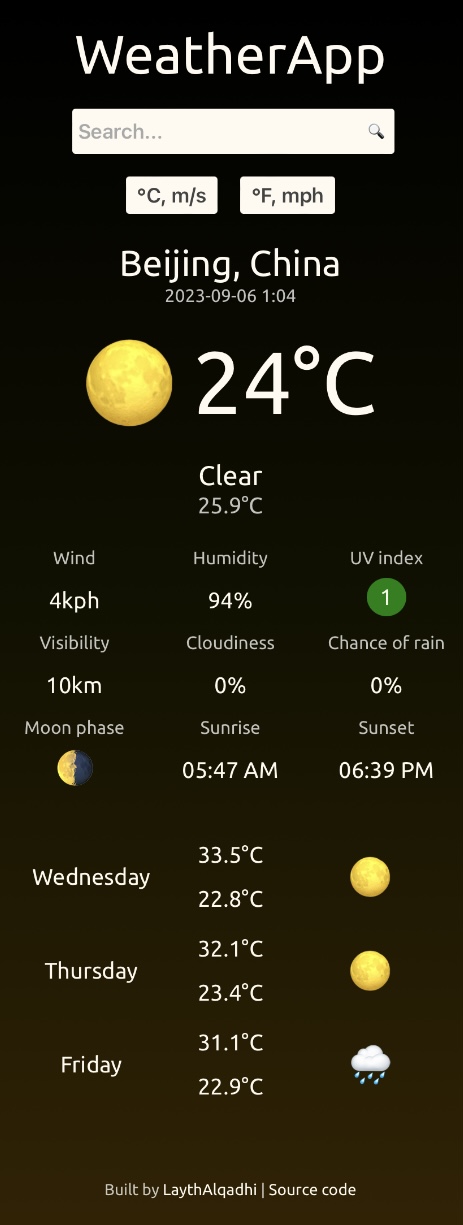 WeatherApp
Search...
°C, m/s °F, mph
Beijing, China
2023-09-06 1:04
24°C
Clear
25.9°C
Wind Humidity UV index
4kph 94% 1
Visibility Cloudiness Chance of rain
10km 0% 0%
Moon phase Sunrise Sunset
05:47 AM 06:39 PM
33.5°C
Wednesday
22.8°C
32.1°C
Thursday
23.4°C
31.1°C
Friday
22.9°C
Built by LaythAlqadhi | Source code